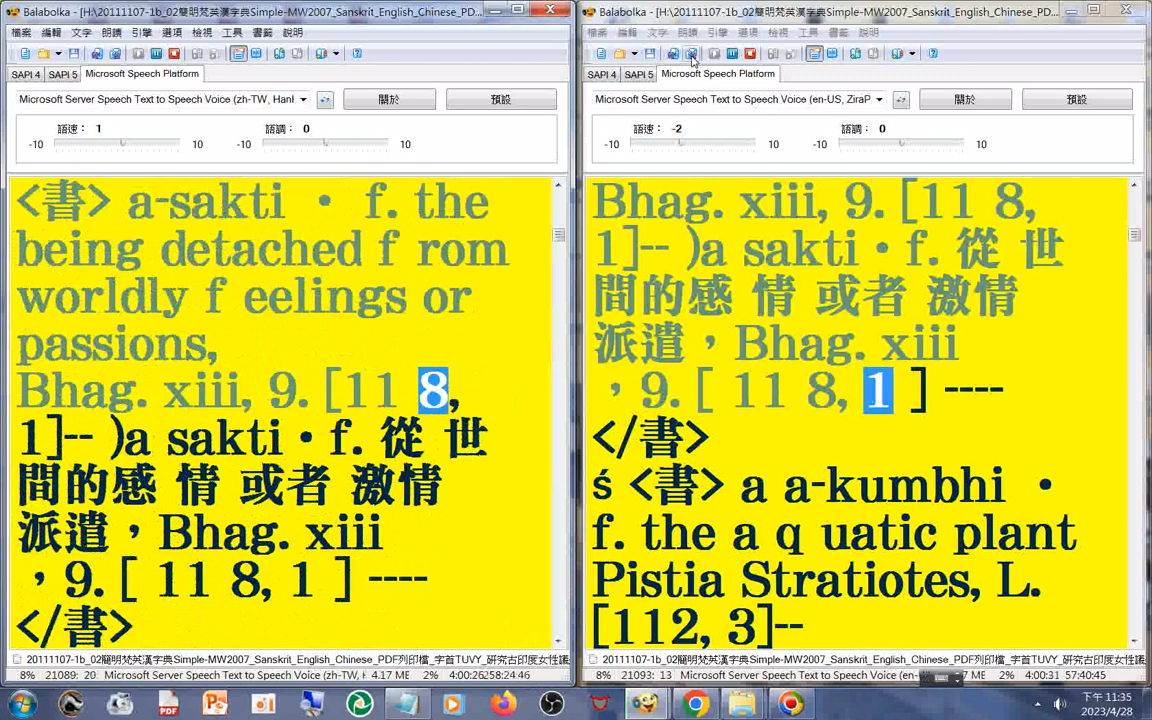 Balabolka - [H:\20111107-1b_02簡明梵英漢字典Simple-MW2007_Sanskrit_English_Chinese_PD...
檔案 編輯 文字 朗讀 引擎 選項 檢視 工具 書籤 說明
SAPI 4 SAPI 5 Microsoft Speech Platform
Microsoft Server Speech Text to Speech Voice (zh-TW, HanH 關於 預設
語速： 1 語調： 0
-10 10 -10 10
<書> a-sakti • f. the
being detached f rom
worldly f eelings or
passions,
Bhag. xiii, 9. [11 8,
1]-- )a sakti • f. 從 世
間的感 情 或者 激情
派遣，Bhag. xiii
，9. [ 11 8, 1 ] ----
</書>
20111107-1b_02簡明梵英漢字典Simple-MW2007_Sanskrit_English_Chinese_PDF列印檔_字首TUVY_研究古印度女性議
8% 21089: 20 Microsoft Server Speech Text to Speech Voice (zh-TW, H 4.17 ME 2% 4:00:26258:24:46
Balabolka - [H:\20111107-1b_02簡明梵英漢字典Simple-MW2007_Sanskrit_English_Chinese_PD...
檔案 編輯 文字 朗讀 引擎 選項 檢視 工具 書籤 說明
SAPI 4 SAPI 5 Microsoft Speech Platform
Microsoft Server Speech Text to Speech Voice (en-US, ZiraP 關於 預設
語速： -2 語調： 0
-10 10 -10 10
Bhag. xiii, 9. [11 8,
1]-- )a sakti • f. 從 世
間的感 情 或者 激情
派遣，Bhag. xiii
，9. [ 11 8, 1 ] ----
</書>
ś <書> a a-kumbhi •
f. the a q uatic plant
Pistia Stratiotes, L.
[112, 3]--
20111107-1b_02簡明梵英漢字典Simple-MW2007_Sanskrit_English_Chinese_PDF列印檔_字首TUVY_研究古印度女性議
8% 21093: 13 Microsoft Server Speech Text to Speech Voice 7 ME 2% 4:00:31 57:40:45
下午 11:35
2023/4/28